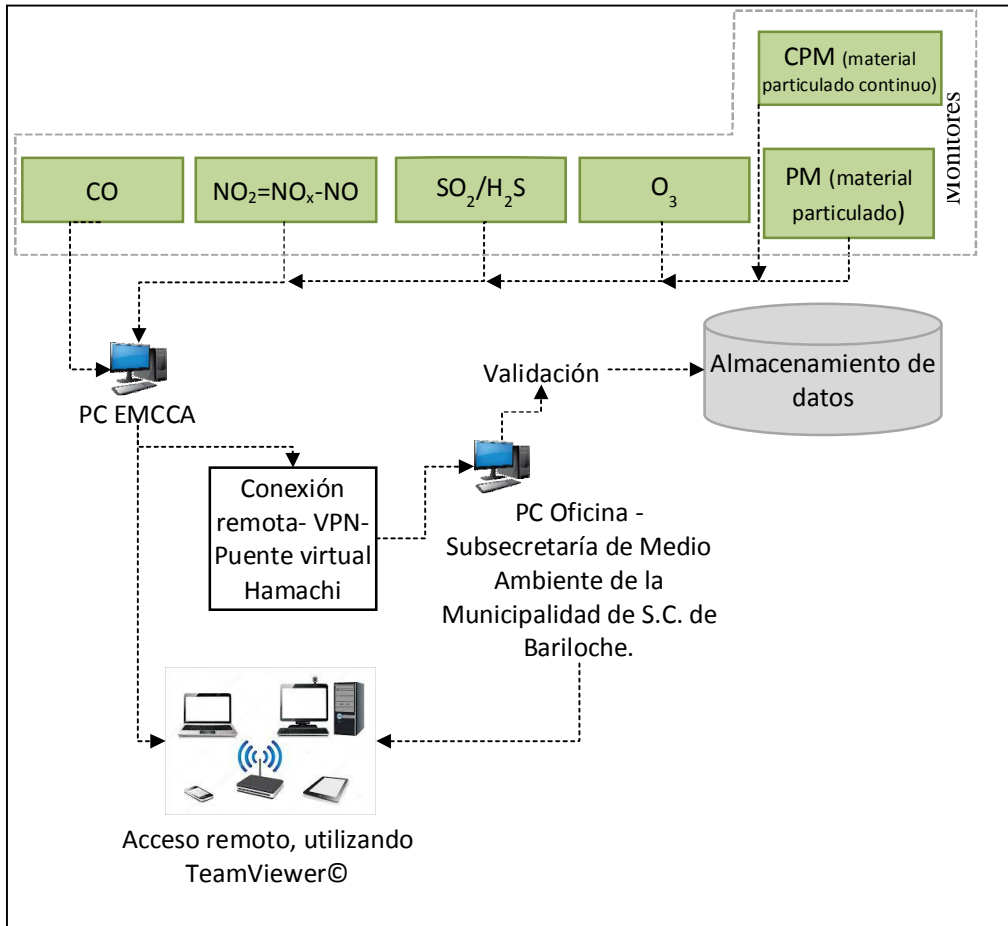 CPM (material
particulado continuo)
Monitores
CO
NO₂=NOₓ-NO
SO₂/H₂S
O₃
PM (material
particulado)
PC EMCCA
Validación
Almacenamiento de
datos
Conexión
remota- VPN-
Puente virtual
Hamachi
PC Oficina -
Subsecretaría de Medio
Ambiente de la
Municipalidad de S.C. de
Bariloche.
Acceso remoto, utilizando
TeamViewer©